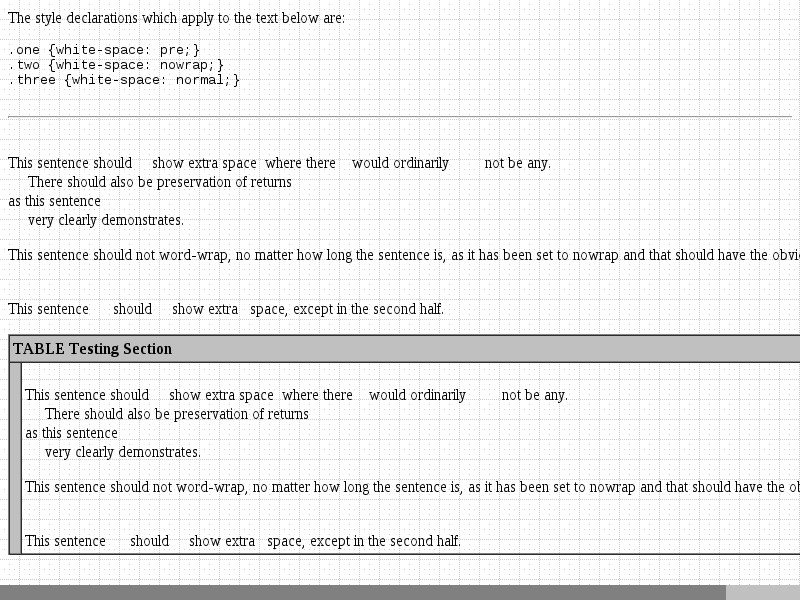 The style declarations which apply to the text below are:
.one {white-space: pre;}
.two {white-space: nowrap;}
.three {white-space: normal;}
This sentence should     show extra space  where there    would ordinarily         not be any.
     There should also be preservation of returns
as this sentence
     very clearly demonstrates.
This sentence should not word-wrap, no matter how long the sentence is, as it has been set to nowrap and that should have the obvi
This sentence      should     show extra   space, except in the second half.
TABLE Testing Section
This sentence should     show extra space  where there    would ordinarily         not be any.
     There should also be preservation of returns
as this sentence
     very clearly demonstrates.
This sentence should not word-wrap, no matter how long the sentence is, as it has been set to nowrap and that should have the ob
This sentence      should     show extra   space, except in the second half.